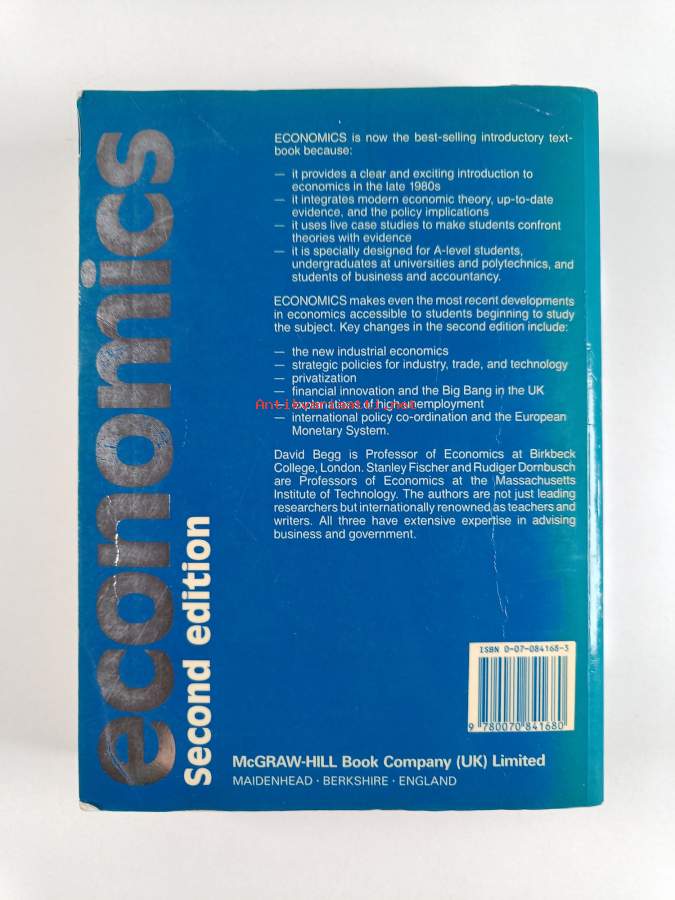 economics
Second edition
ECONOMICS is now the best-selling introductory text-
book because:
— it provides a clear and exciting introduction to
economics in the late 1980s
— it integrates modern economic theory, up-to-date
evidence, and the policy implications
— it uses live case studies to make students confront
theories with evidence
— it is specially designed for A-level students,
undergraduates at universities and polytechnics, and
students of business and accountancy.
ECONOMICS makes even the most recent developments
in economics accessible to students beginning to study
the subject. Key changes in the second edition include:
— the new industrial economics
— strategic policies for industry, trade, and technology
— privatization
— financial innovation and the Big Bang in the UK
— explanations of high unemployment
Antikvariaatti.net
— international policy co-ordination and the European
Monetary System.
David Begg is Professor of Economics at Birkbeck
College, London. Stanley Fischer and Rudiger Dornbusch
are Professors of Economics at the Massachusetts
Institute of Technology. The authors are not just leading
researchers but internationally renowned as teachers and
writers. All three have extensive expertise in advising
business and government.
ISBN 0-07-084168-3
9 780070 841680
McGRAW-HILL Book Company (UK) Limited
MAIDENHEAD · BERKSHIRE · ENGLAND